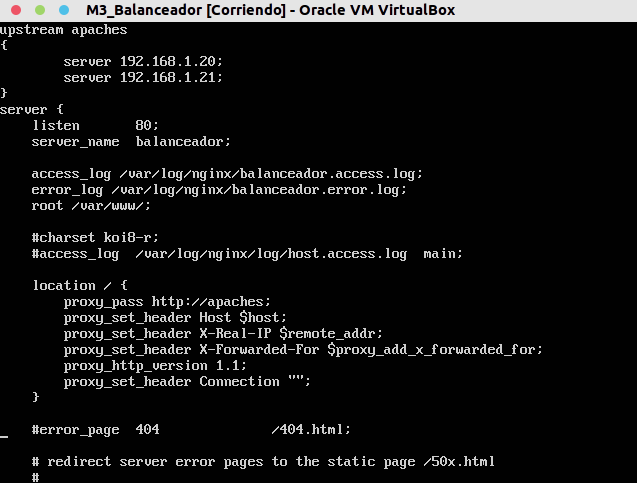 M3_Balanceador [Corriendo] - Oracle VM VirtualBox
upstream apaches
{
        server 192.168.1.20;
        server 192.168.1.21;
}
server {
    listen       80;
    server_name  balanceador;

    access_log /var/log/nginx/balanceador.access.log;
    error_log /var/log/nginx/balanceador.error.log;
    root /var/www/;

    #charset koi8-r;
    #access_log  /var/log/nginx/log/host.access.log  main;

    location / {
        proxy_pass http://apaches;
        proxy_set_header Host $host;
        proxy_set_header X-Real-IP $remote_addr;
        proxy_set_header X-Forwarded-For $proxy_add_x_forwarded_for;
        proxy_http_version 1.1;
        proxy_set_header Connection "";
    }

    #error_page  404              /404.html;

    # redirect server error pages to the static page /50x.html
    #